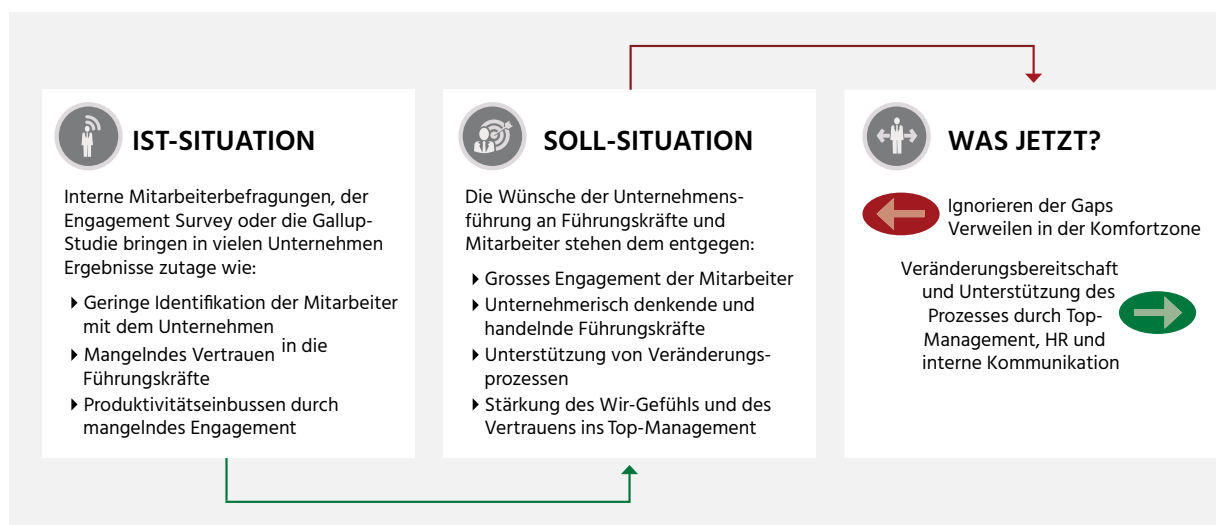 IST-SITUATION
Interne Mitarbeiterbefragungen, der
Engagement Survey oder die Gallup-
Studie bringen in vielen Unternehmen
Ergebnisse zutage wie:
Geringe Identifikation der Mitarbeiter
mit dem Unternehmen
Mangelndes Vertrauen in die
Führungskräfte
Produktivitätseinbussen durch
mangelndes Engagement
SOLL-SITUATION
Die Wünsche der Unternehmens-
führung an Führungskräfte und
Mitarbeiter stehen dem entgegen:
Grosses Engagement der Mitarbeiter
Unternehmerisch denkende und
handelnde Führungskräfte
Unterstützung von Veränderungs-
prozessen
Stärkung des Wir-Gefühls und des
Vertrauens ins Top-Management
WAS JETZT?
Ignorieren der Gaps
Verweilen in der Komfortzone
Veränderungsbereitschaft
und Unterstützung des
Prozesses durch Top-
Management, HR und
interne Kommunikation